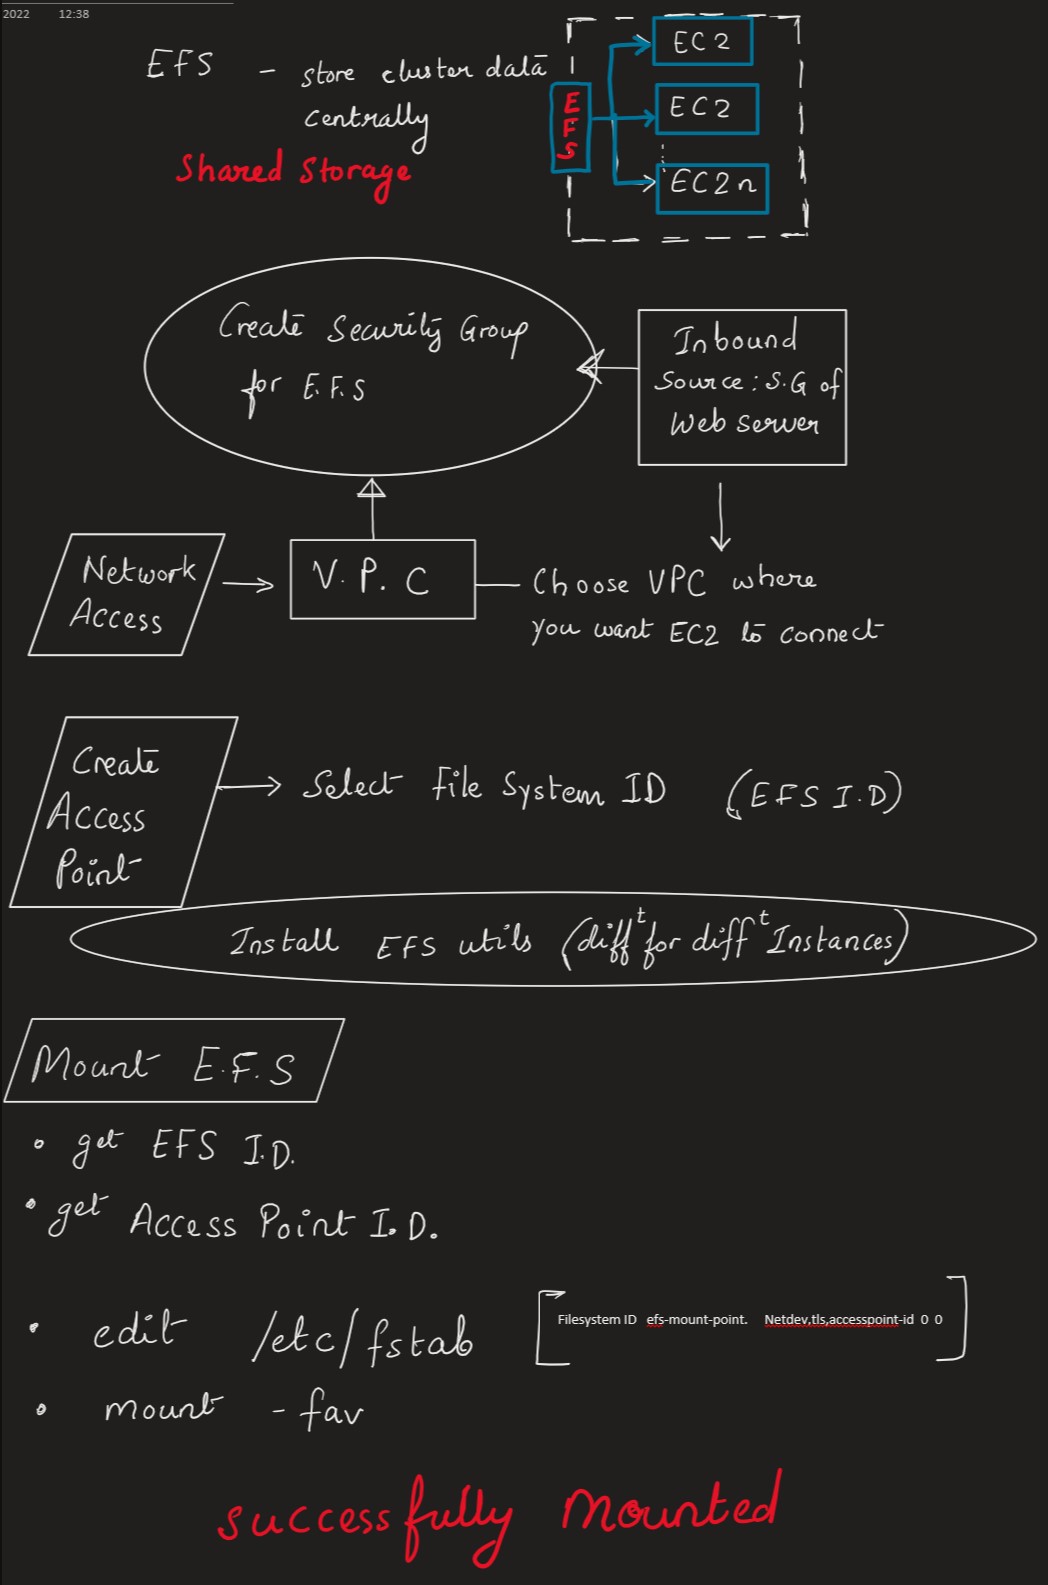 2022 12:38
EFS - store cluster data
centrally
Shared Storage
EFS
EC2
EC2
EC2n
Create Security Group
for E.F.S
Inbound
Source: S.G of
Web server
Network
Access
V.P.C
Choose VPC where
you want EC2 to connect
Create
Access
Point
Select File System ID (EFS I.D)
Install EFS utils (diffᵗ for diffᵗ Instances)
Mount E.F.S
• get EFS I.D.
• get Access Point I.D.
• edit /etc/fstab [Filesystem ID efs-mount-point. Netdev,tls,accesspoint-id 0 0]
• mount - fav
successfully Mounted